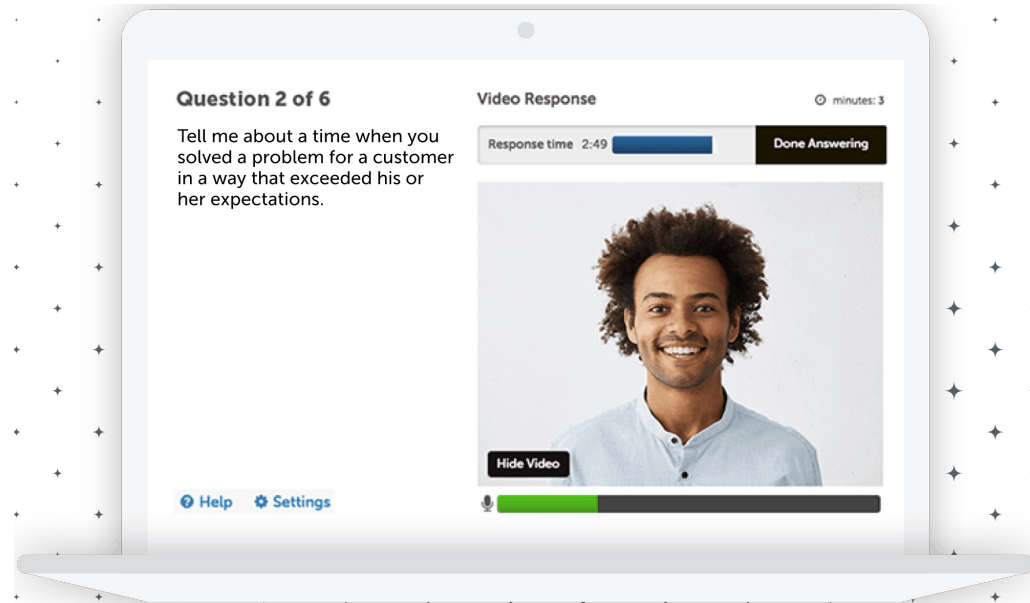 Question 2 of 6
Tell me about a time when you
solved a problem for a customer
in a way that exceeded his or
her expectations.
Help Settings
Video Response minutes: 3
Response time 2:49 Done Answering
Hide Video